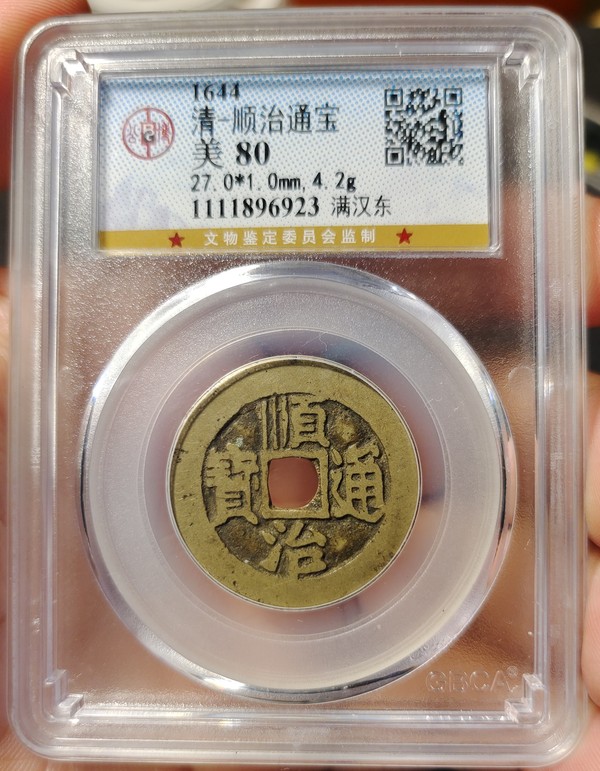 1644
清-顺治通宝
美 80
27.0*1.0mm, 4.2g
1111896923 满汉东
★ 文物鉴定委员会监制 ★
順治通寶
GBCA